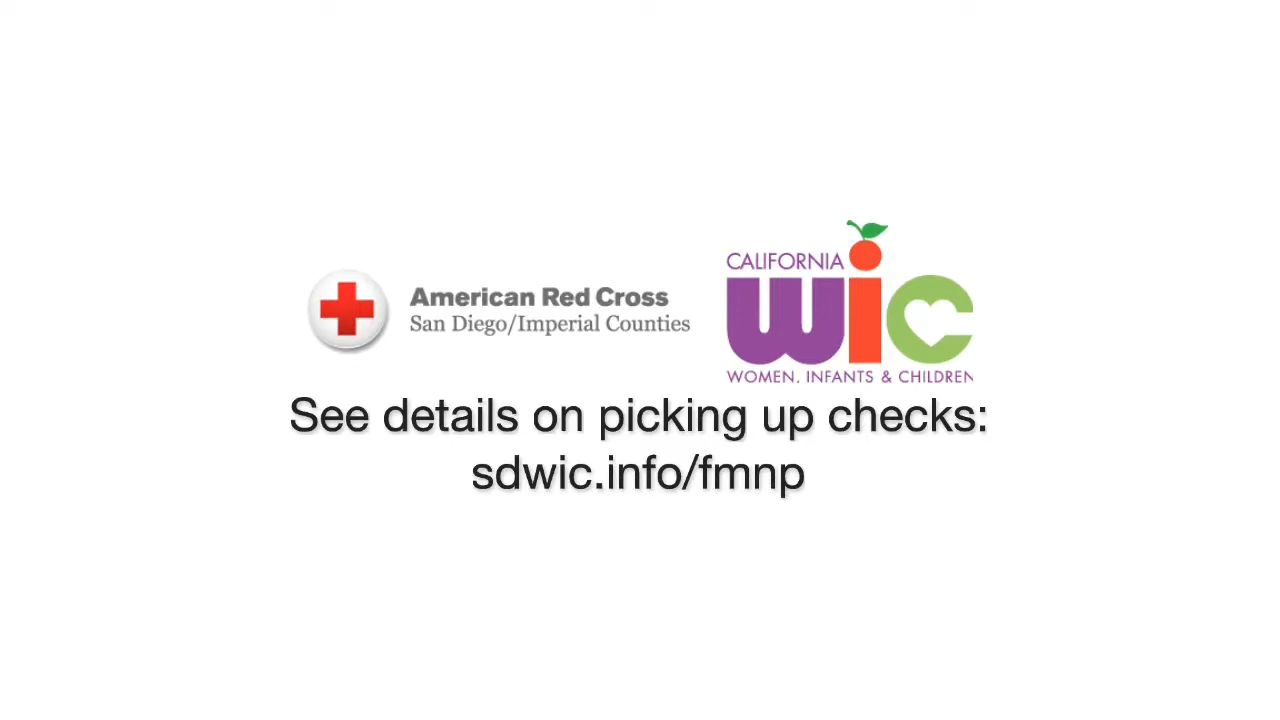 American Red Cross
San Diego/Imperial Counties
CALIFORNIA
wic
WOMEN, INFANTS & CHILDREN
See details on picking up checks:
sdwic.info/fmnp